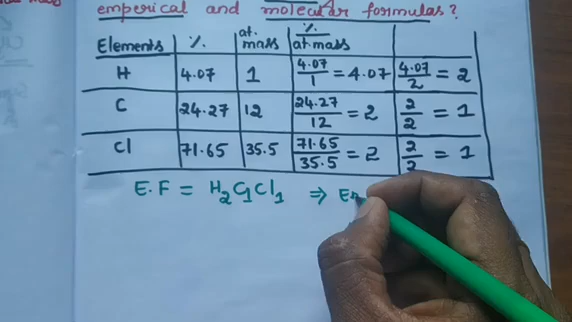 emperical and molecular formulas?
Elements % at. mass %/at.mass
H 4.07 1 4.07/1 = 4.07 4.07/2 = 2
C 24.27 12 24.27/12 = 2 2/2 = 1
Cl 71.65 35.5 71.65/35.5 = 2 2/2 = 1
E.F = H₂C₁Cl₁ ⇒ En